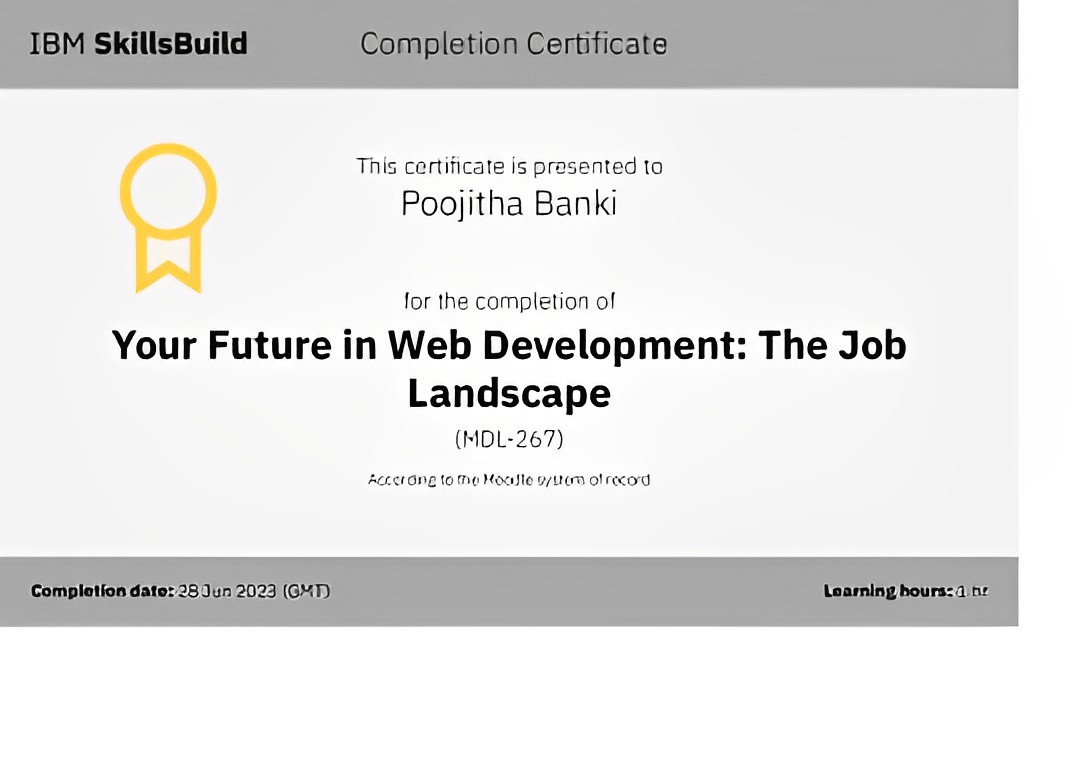 IBM SkillsBuild
Completion Certificate
This certificate is presented to
Poojitha Banki
for the completion of
Your Future in Web Development: The Job
Landscape
(MDL-267)
According to the Moodle system of record
Completion date: 28 Jun 2023 (GMT)
Learning hours: 1 hr